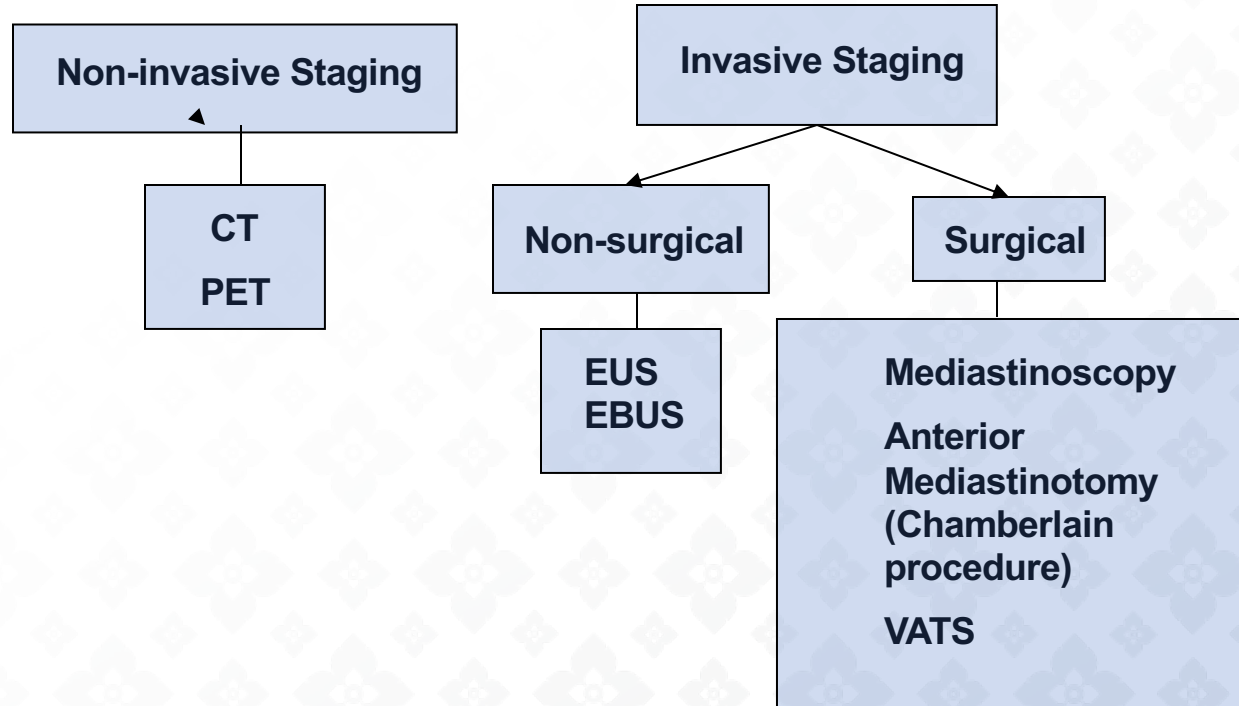 Non-invasive Staging
CT
PET
Invasive Staging
Non-surgical
EUS
EBUS
Surgical
Mediastinoscopy
Anterior
Mediastinotomy
(Chamberlain
procedure)
VATS